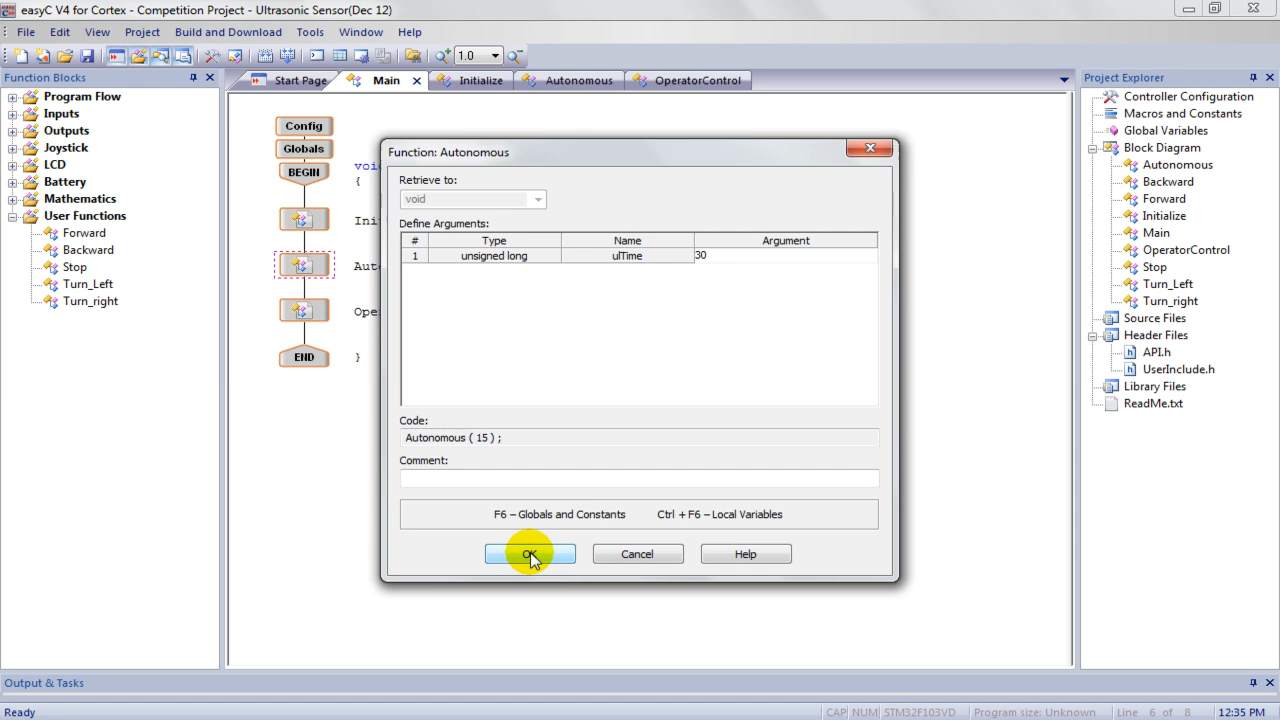 easyC V4 for Cortex - Competition Project - Ultrasonic Sensor(Dec 12)
File Edit View Project Build and Download Tools Window Help
1.0
Function Blocks
Program Flow
Inputs
Outputs
Joystick
LCD
Battery
Mathematics
User Functions
Forward
Backward
Stop
Turn_Left
Turn_right
Start Page Main Initialize Autonomous OperatorControl
Config
Globals
BEGIN
voi
{
Ini
Aut
Ope
END }
Function: Autonomous
Retrieve to:
void
Define Arguments:
# Type Name Argument
1 unsigned long ulTime 30
Code:
Autonomous ( 15 ) ;
Comment:
F6 – Globals and Constants Ctrl + F6 – Local Variables
OK Cancel Help
Project Explorer
Controller Configuration
Macros and Constants
Global Variables
Block Diagram
Autonomous
Backward
Forward
Initialize
Main
OperatorControl
Stop
Turn_Left
Turn_right
Source Files
Header Files
API.h
UserInclude.h
Library Files
ReadMe.txt
Output & Tasks
Ready CAP NUM STM32F103VD Program size: Unknown Line 6 of 8 12:35 PM